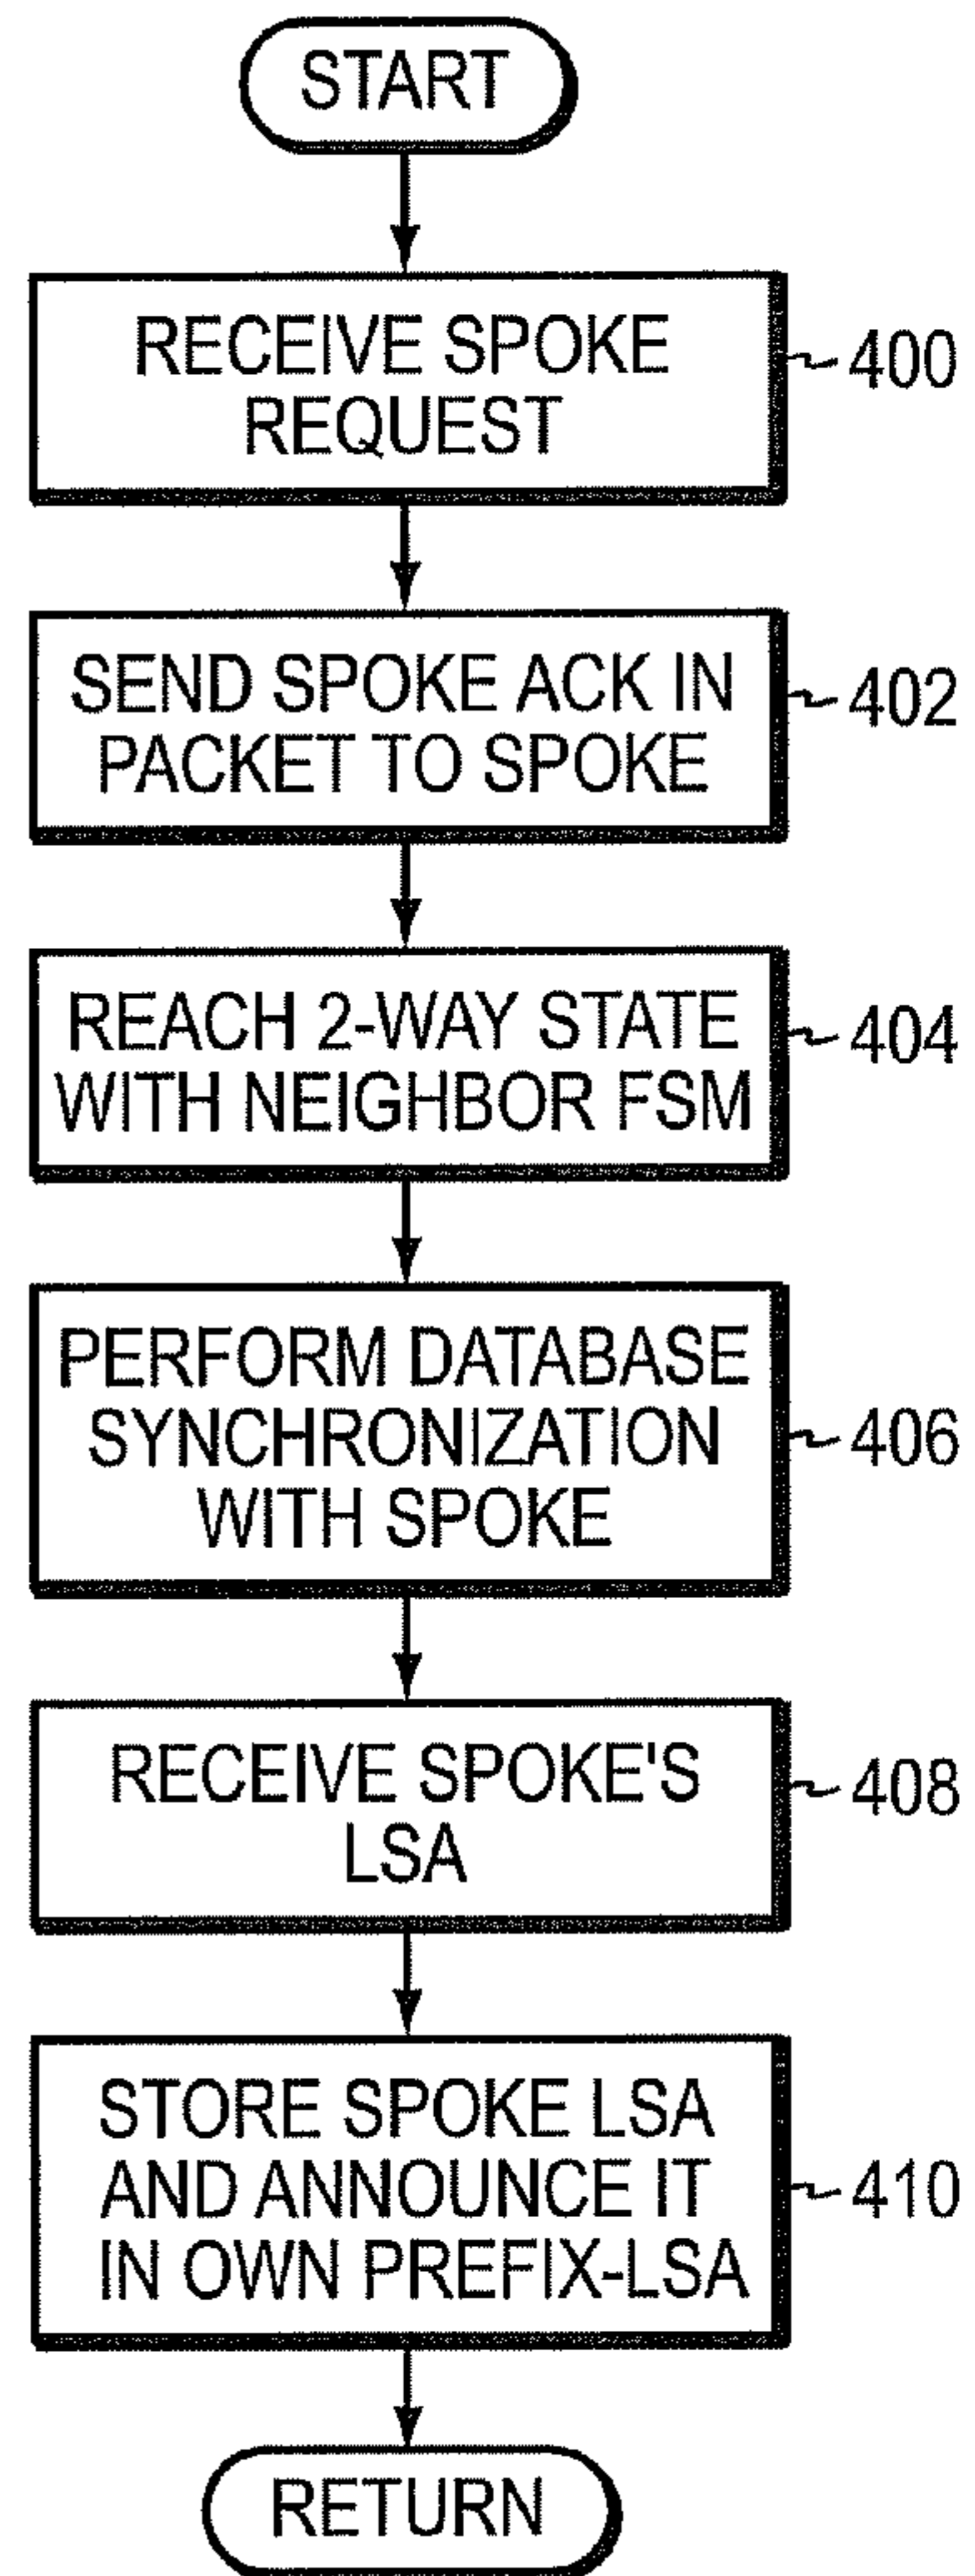 START
RECEIVE SPOKE
REQUEST
400
SEND SPOKE ACK IN
PACKET TO SPOKE
402
REACH 2-WAY STATE
WITH NEIGHBOR FSM
404
PERFORM DATABASE
SYNCHRONIZATION
WITH SPOKE
406
RECEIVE SPOKE'S
LSA
408
STORE SPOKE LSA
AND ANNOUNCE IT
IN OWN PREFIX-LSA
410
RETURN